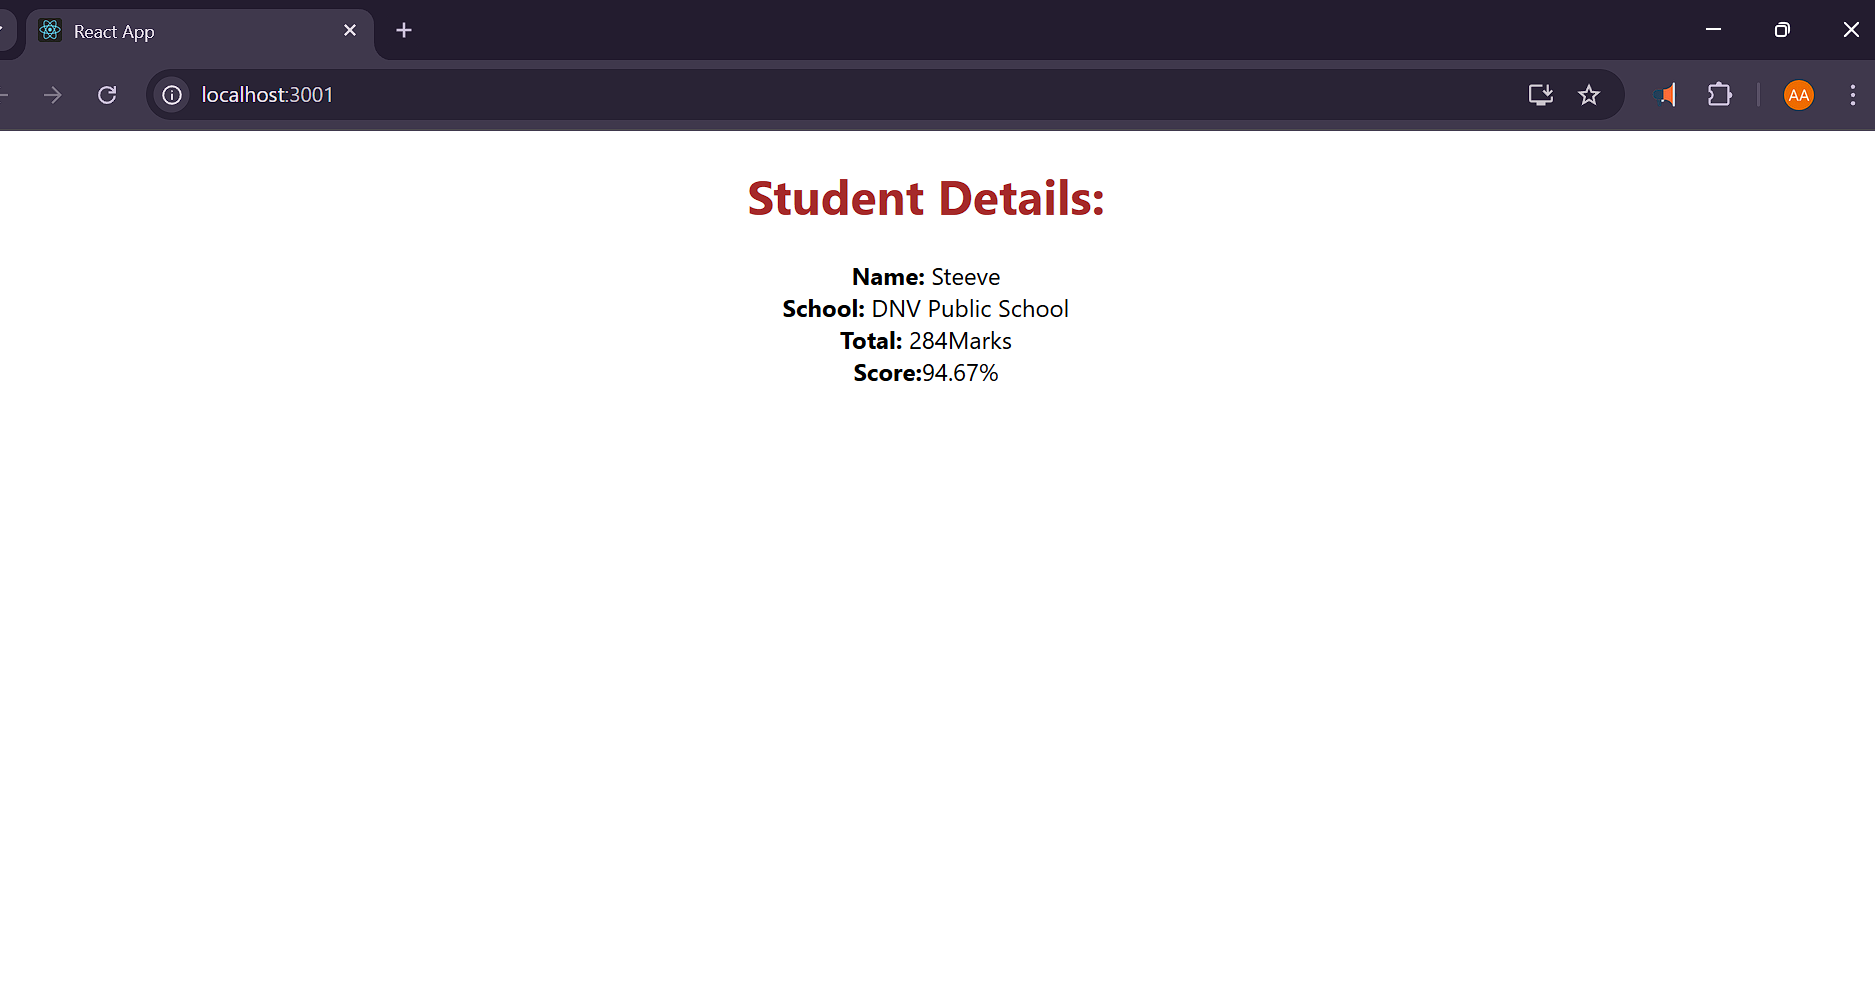 React App
localhost:3001
AA
Student Details:
Name: Steeve
School: DNV Public School
Total: 284Marks
Score:94.67%